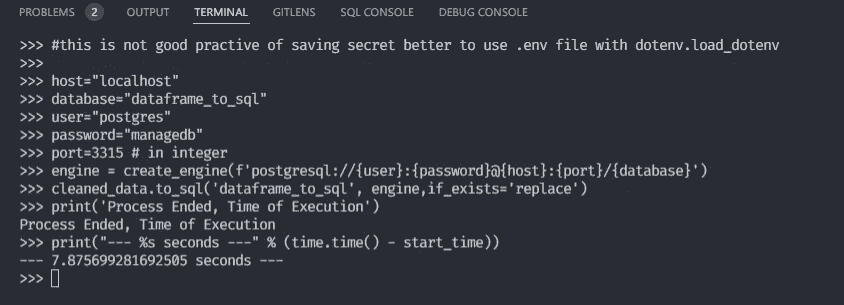 PROBLEMS 2 OUTPUT TERMINAL GITLENS SQL CONSOLE DEBUG CONSOLE
>>> #this is not good practive of saving secret better to use .env file with dotenv.load_dotenv
>>>
>>> host="localhost"
>>> database="dataframe_to_sql"
>>> user="postgres"
>>> password="managedb"
>>> port=3315 # in integer
>>> engine = create_engine(f'postgresql://{user}:{password}@{host}:{port}/{database}')
>>> cleaned_data.to_sql('dataframe_to_sql', engine,if_exists='replace')
>>> print('Process Ended, Time of Execution')
Process Ended, Time of Execution
>>> print("--- %s seconds ---" % (time.time() - start_time))
--- 7.875699281692505 seconds ---
>>>